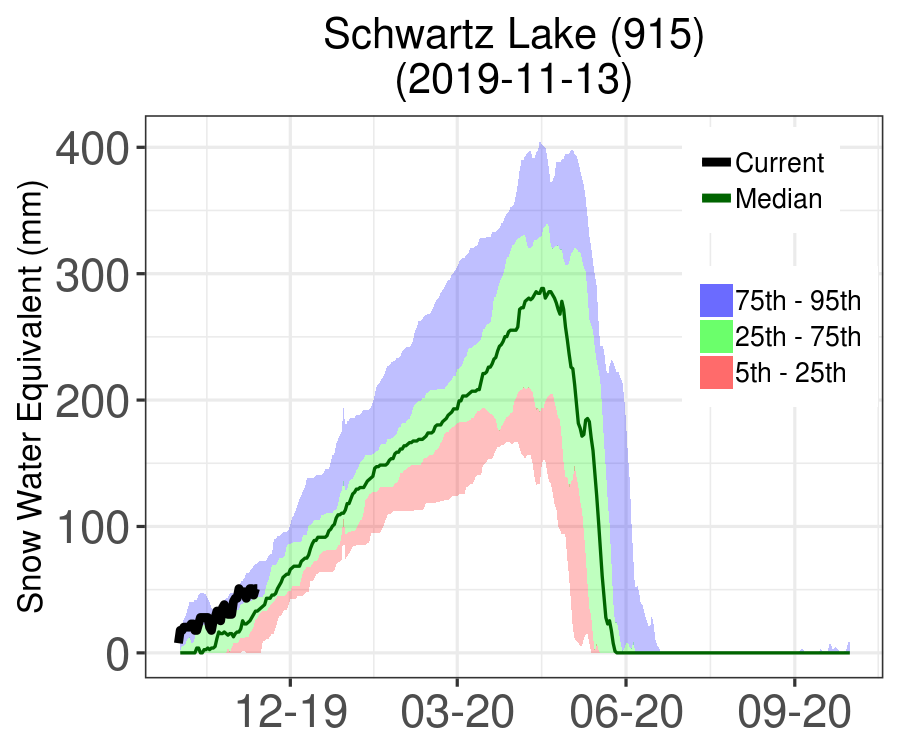 Schwartz Lake (915)
(2019-11-13)
Snow Water Equivalent (mm)
400
300
200
100
0
12-19
03-20
06-20
09-20
Current
Median
75th - 95th
25th - 75th
5th - 25th